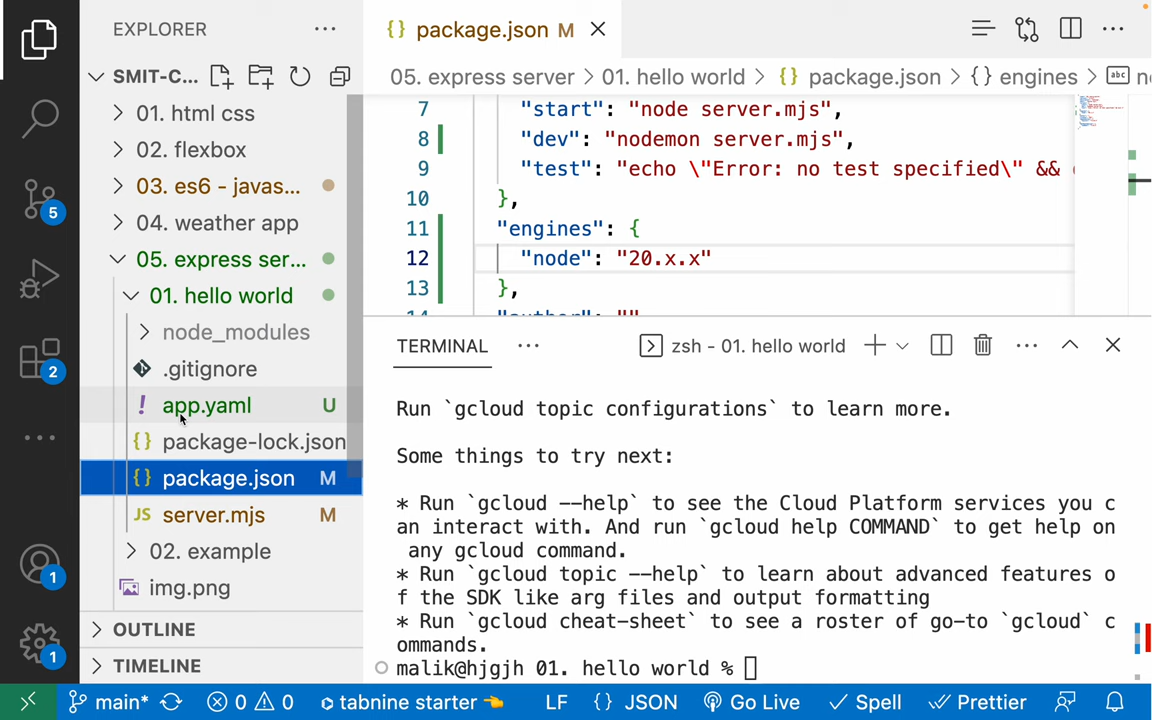 EXPLORER
SMIT-C...
01. html css
02. flexbox
03. es6 - javas...
04. weather app
05. express ser...
01. hello world
node_modules
.gitignore
app.yaml U
package-lock.json
package.json M
server.mjs M
02. example
img.png
OUTLINE
TIMELINE
5
2
1
1
package.json M
05. express server > 01. hello world > {} package.json > {} engines > abc
7 "start": "node server.mjs",
8 "dev": "nodemon server.mjs",
9 "test": "echo \"Error: no test specified\" &&
10 },
11 "engines": {
12 "node": "20.x.x"
13 },
TERMINAL
zsh - 01. hello world
Run `gcloud topic configurations` to learn more.
Some things to try next:
* Run `gcloud --help` to see the Cloud Platform services you c
an interact with. And run `gcloud help COMMAND` to get help on
any gcloud command.
* Run `gcloud topic --help` to learn about advanced features o
f the SDK like arg files and output formatting
* Run `gcloud cheat-sheet` to see a roster of go-to `gcloud` c
ommands.
malik@hjgjh 01. hello world %
main* 0 0 tabnine starter LF {} JSON Go Live Spell Prettier